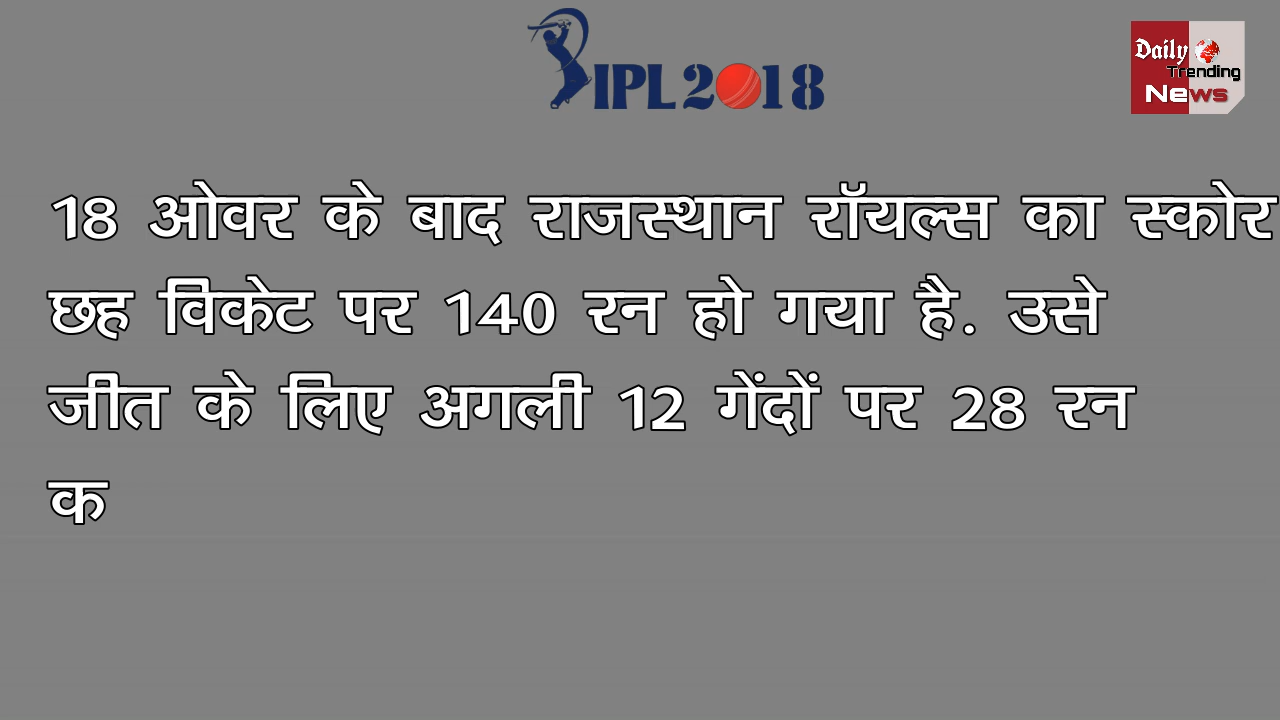 IPL 2018
Daily
Trending
News
18 ओवर के बाद राजस्थान रॉयल्स का स्कोर
छह विकेट पर 140 रन हो गया है. उसे
जीत के लिए अगली 12 गेंदों पर 28 रन
क